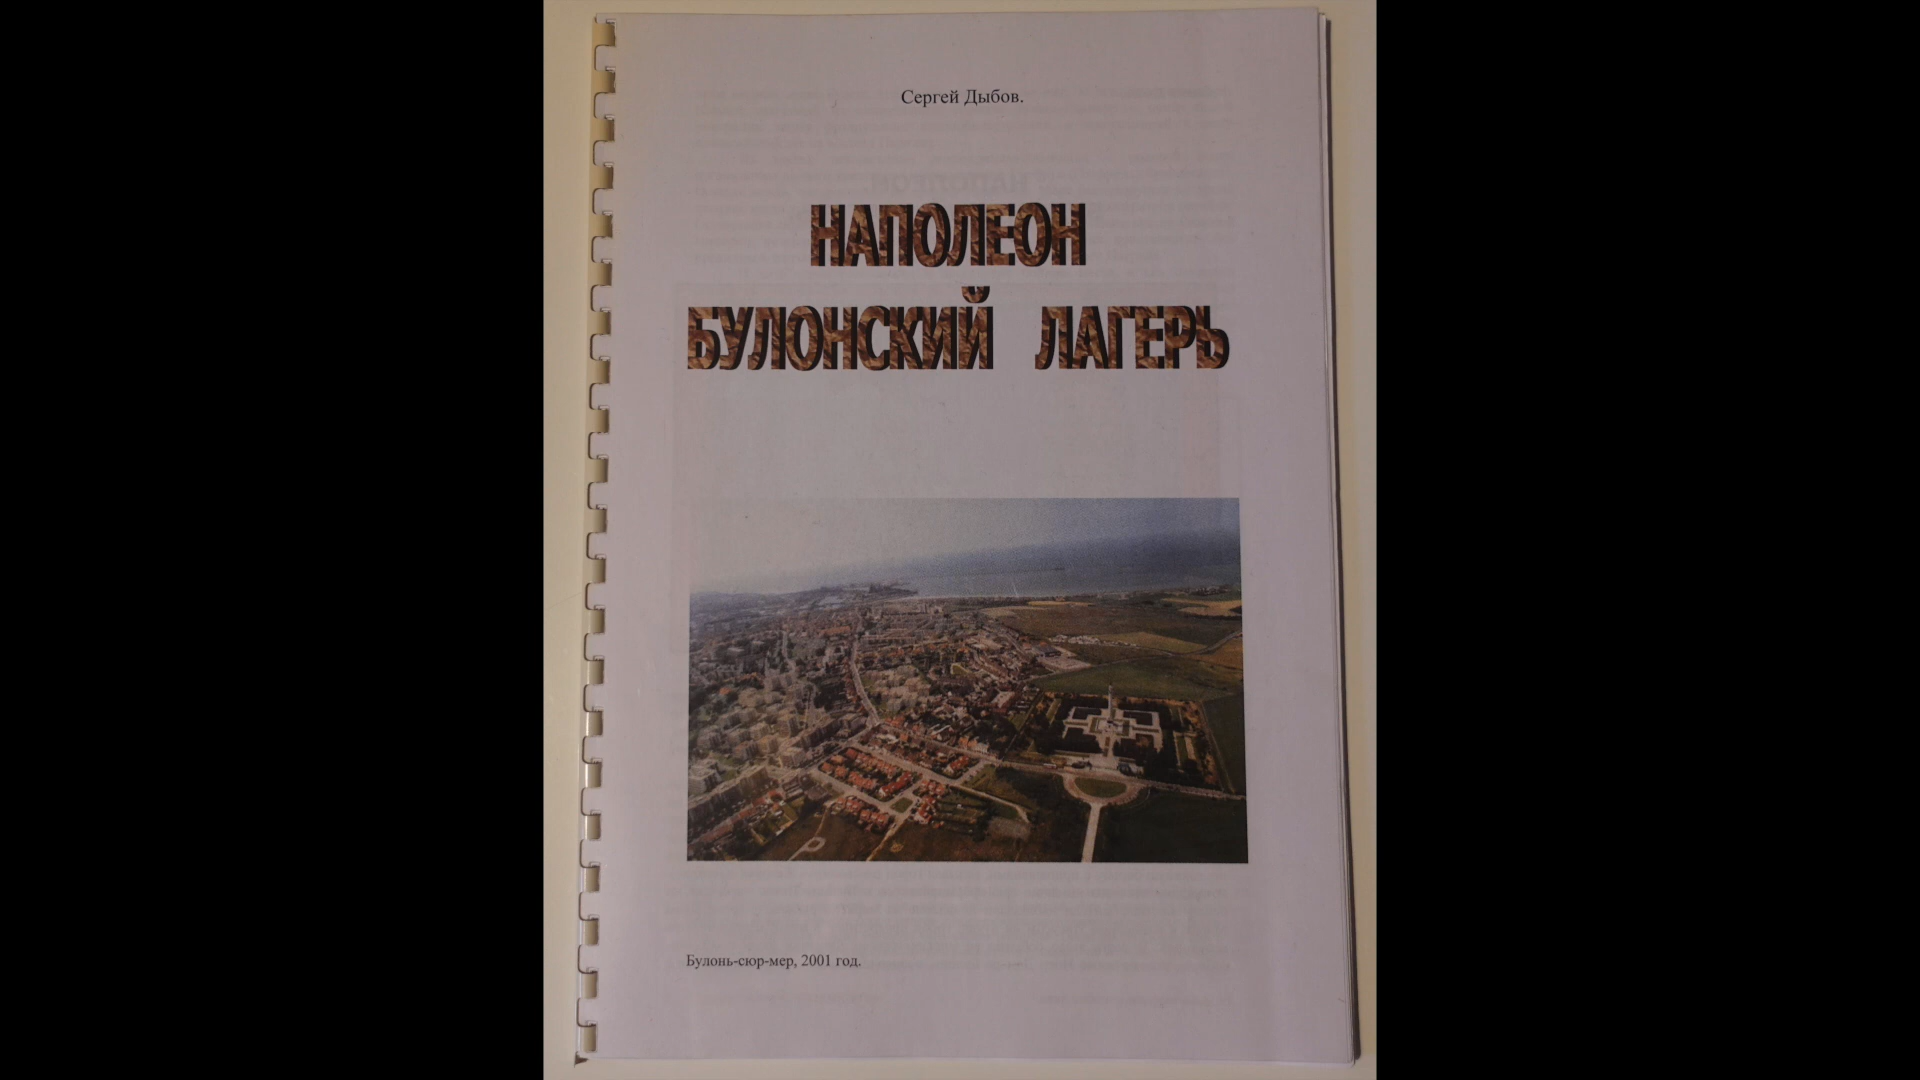 Сергей Дыбов.
НАПОЛЕОН
БУЛОНСКИЙ ЛАГЕРЬ
Булонь-сюр-мер, 2001 год.